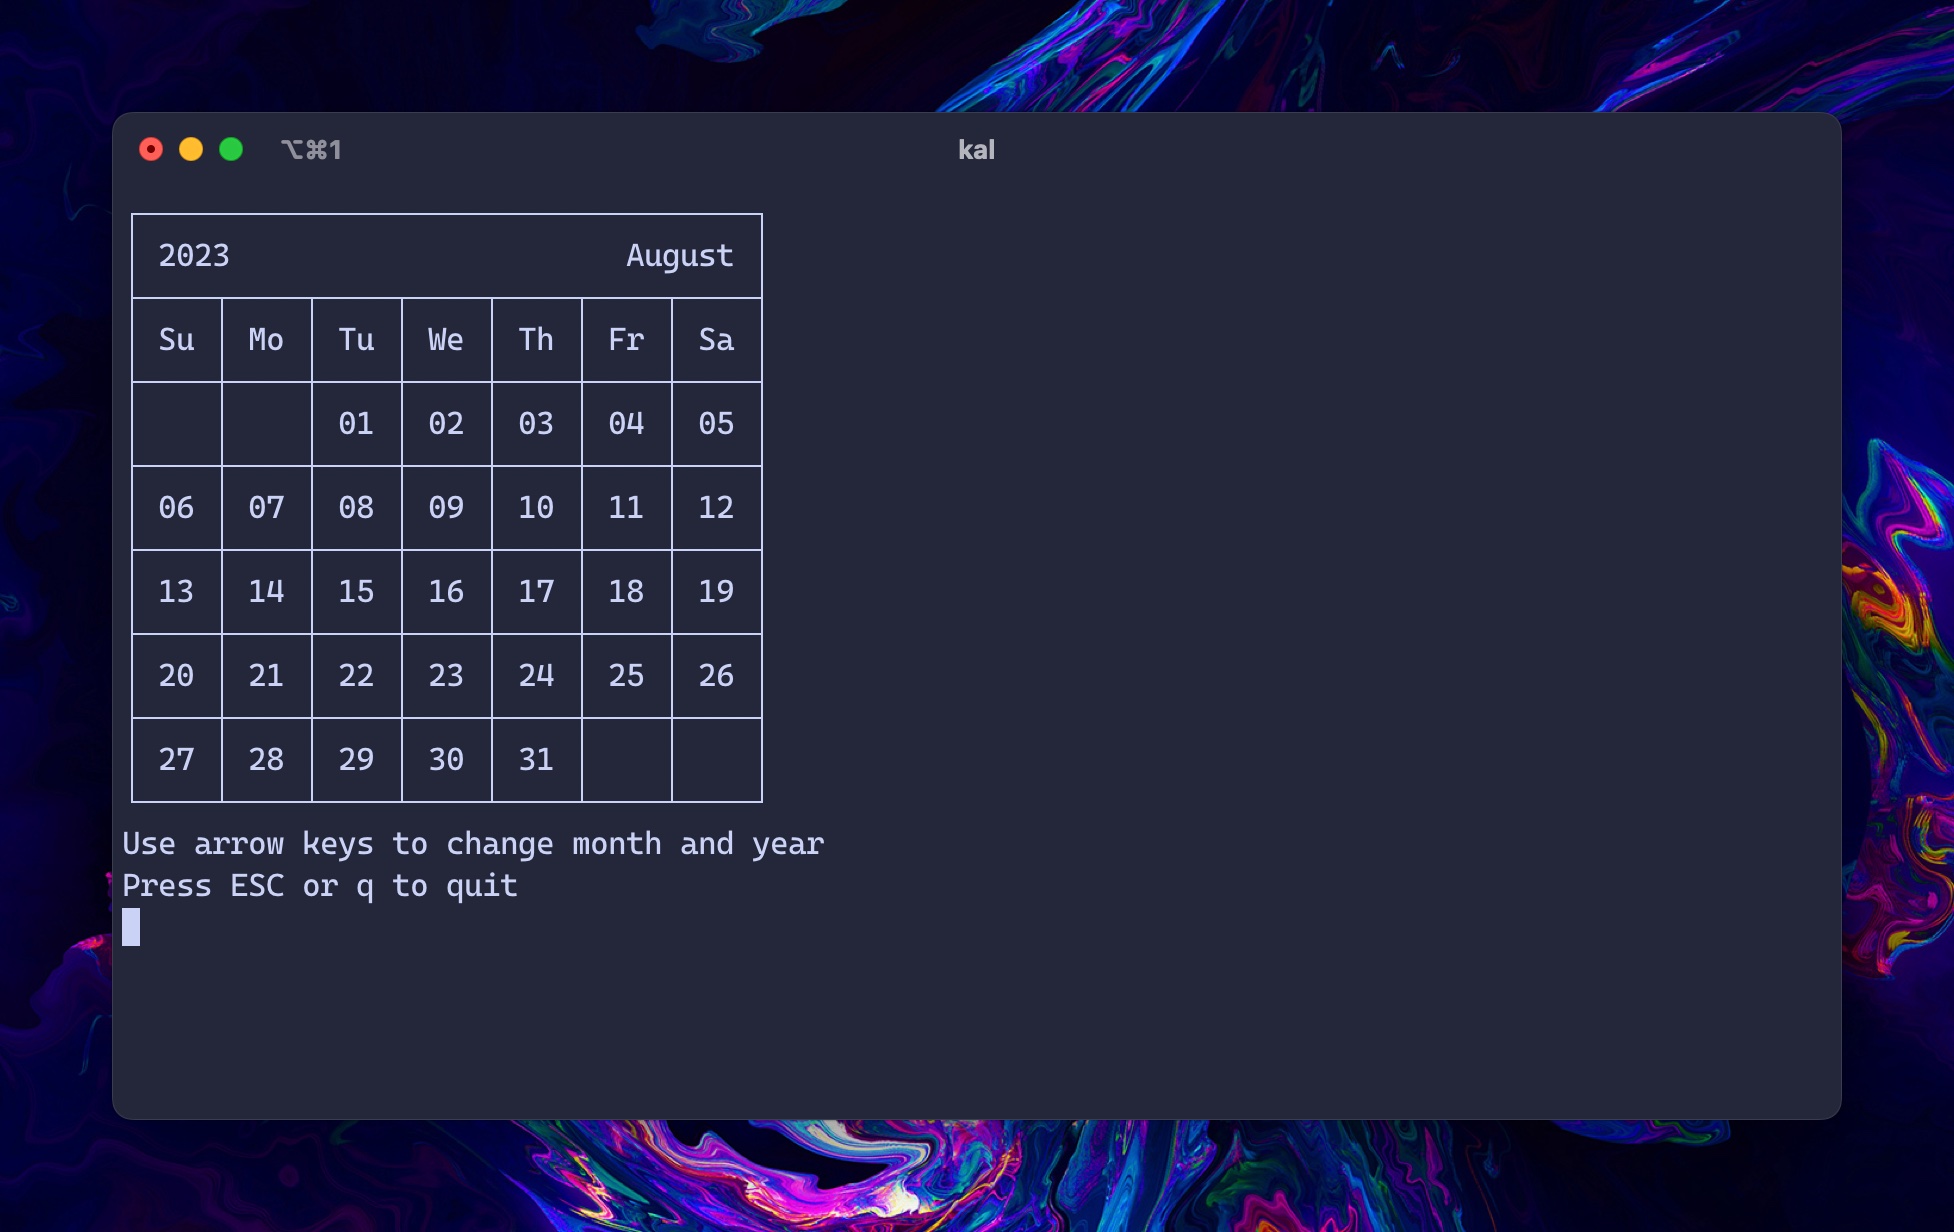 ⌥⌘1 kal
2023 August
Su Mo Tu We Th Fr Sa
01 02 03 04 05
06 07 08 09 10 11 12
13 14 15 16 17 18 19
20 21 22 23 24 25 26
27 28 29 30 31
Use arrow keys to change month and year
Press ESC or q to quit